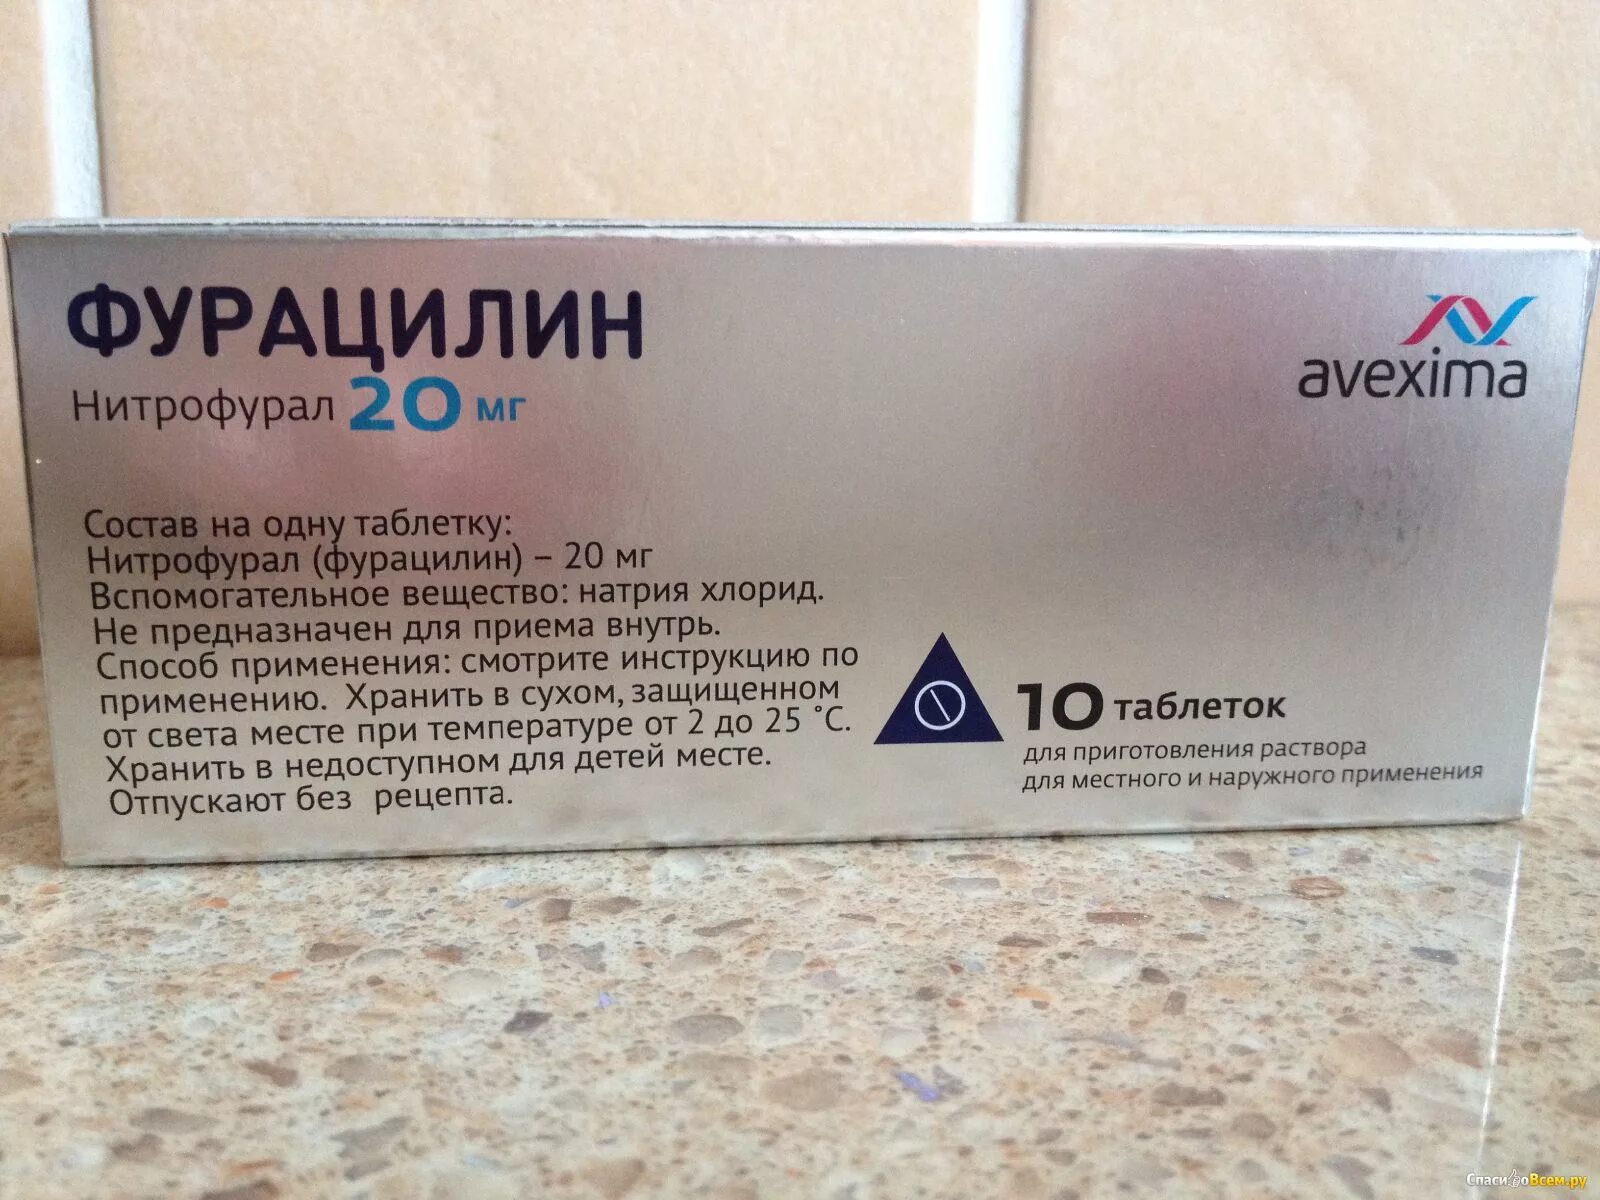 ФУРАЦИЛИН
Нитрофурал 20 мг
avexima
Состав на одну таблетку:
Нитрофурал (фурацилин) – 20 мг
Вспомогательное вещество: натрия хлорид.
Не предназначен для приема внутрь.
Способ применения: смотрите инструкцию по
применению. Хранить в сухом, защищенном
от света месте при температуре от 2 до 25 °С.
Хранить в недоступном для детей месте.
Отпускают без рецепта.
10 таблеток
для приготовления раствора
для местного и наружного применения
СпасибоВсем.ру